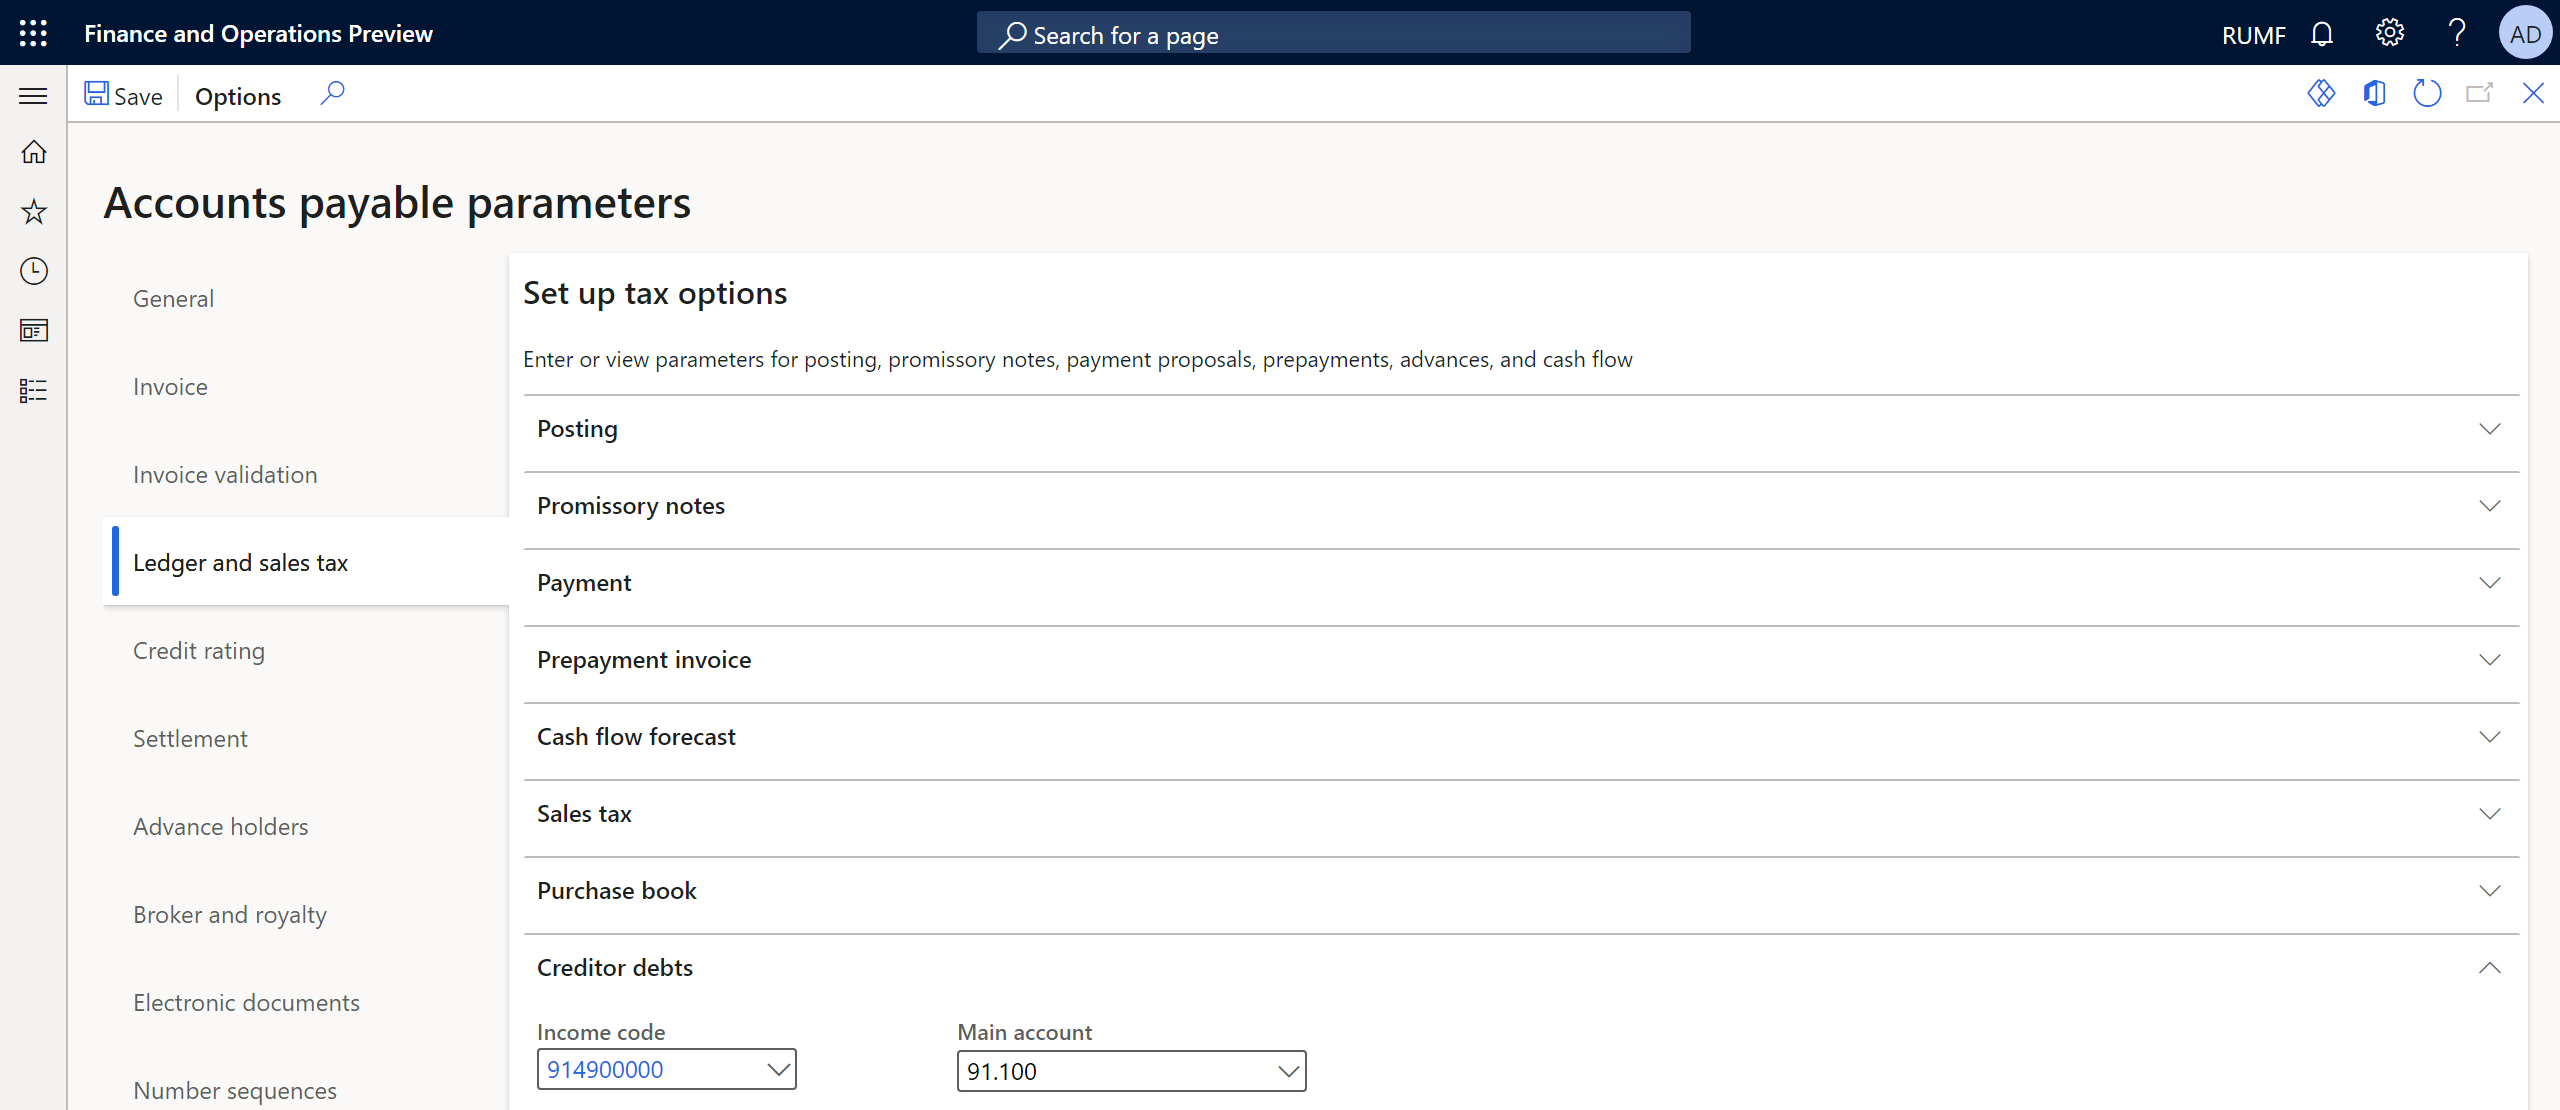 Finance and Operations Preview
Search for a page
RUMF
?
AD
Save
Options
Accounts payable parameters
General
Invoice
Invoice validation
Ledger and sales tax
Credit rating
Settlement
Advance holders
Broker and royalty
Electronic documents
Number sequences
Set up tax options
Enter or view parameters for posting, promissory notes, payment proposals, prepayments, advances, and cash flow
Posting
Promissory notes
Payment
Prepayment invoice
Cash flow forecast
Sales tax
Purchase book
Creditor debts
Income code
914900000
Main account
91.100